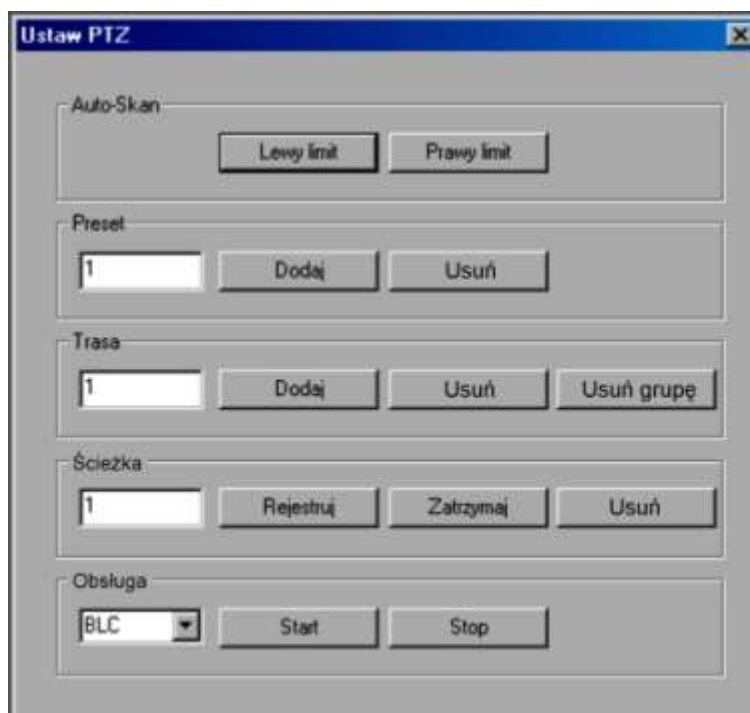 Ustaw PTZ
Auto-Skan
Lewy limit Prawy limit
Preset
1 Dodaj Usuń
Trasa
1 Dodaj Usuń Usuń grupę
Ścieżka
1 Rejestruj Zatrzymaj Usuń
Obsługa
BLC Start Stop